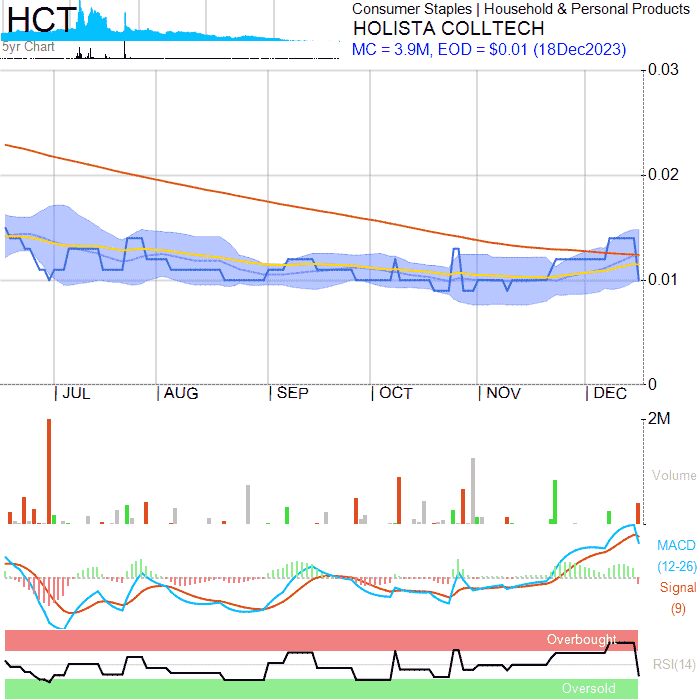 HCT
5yr Chart
Consumer Staples | Household & Personal Products
HOLISTA COLLTECH
MC = 3.9M, EOD = $0.01 (18Dec2023)
0.03
0.02
0.01
0
JUL AUG SEP OCT NOV DEC
2M
Volume
MACD
(12-26)
Signal
(9)
Overbought
RSI(14)
Oversold